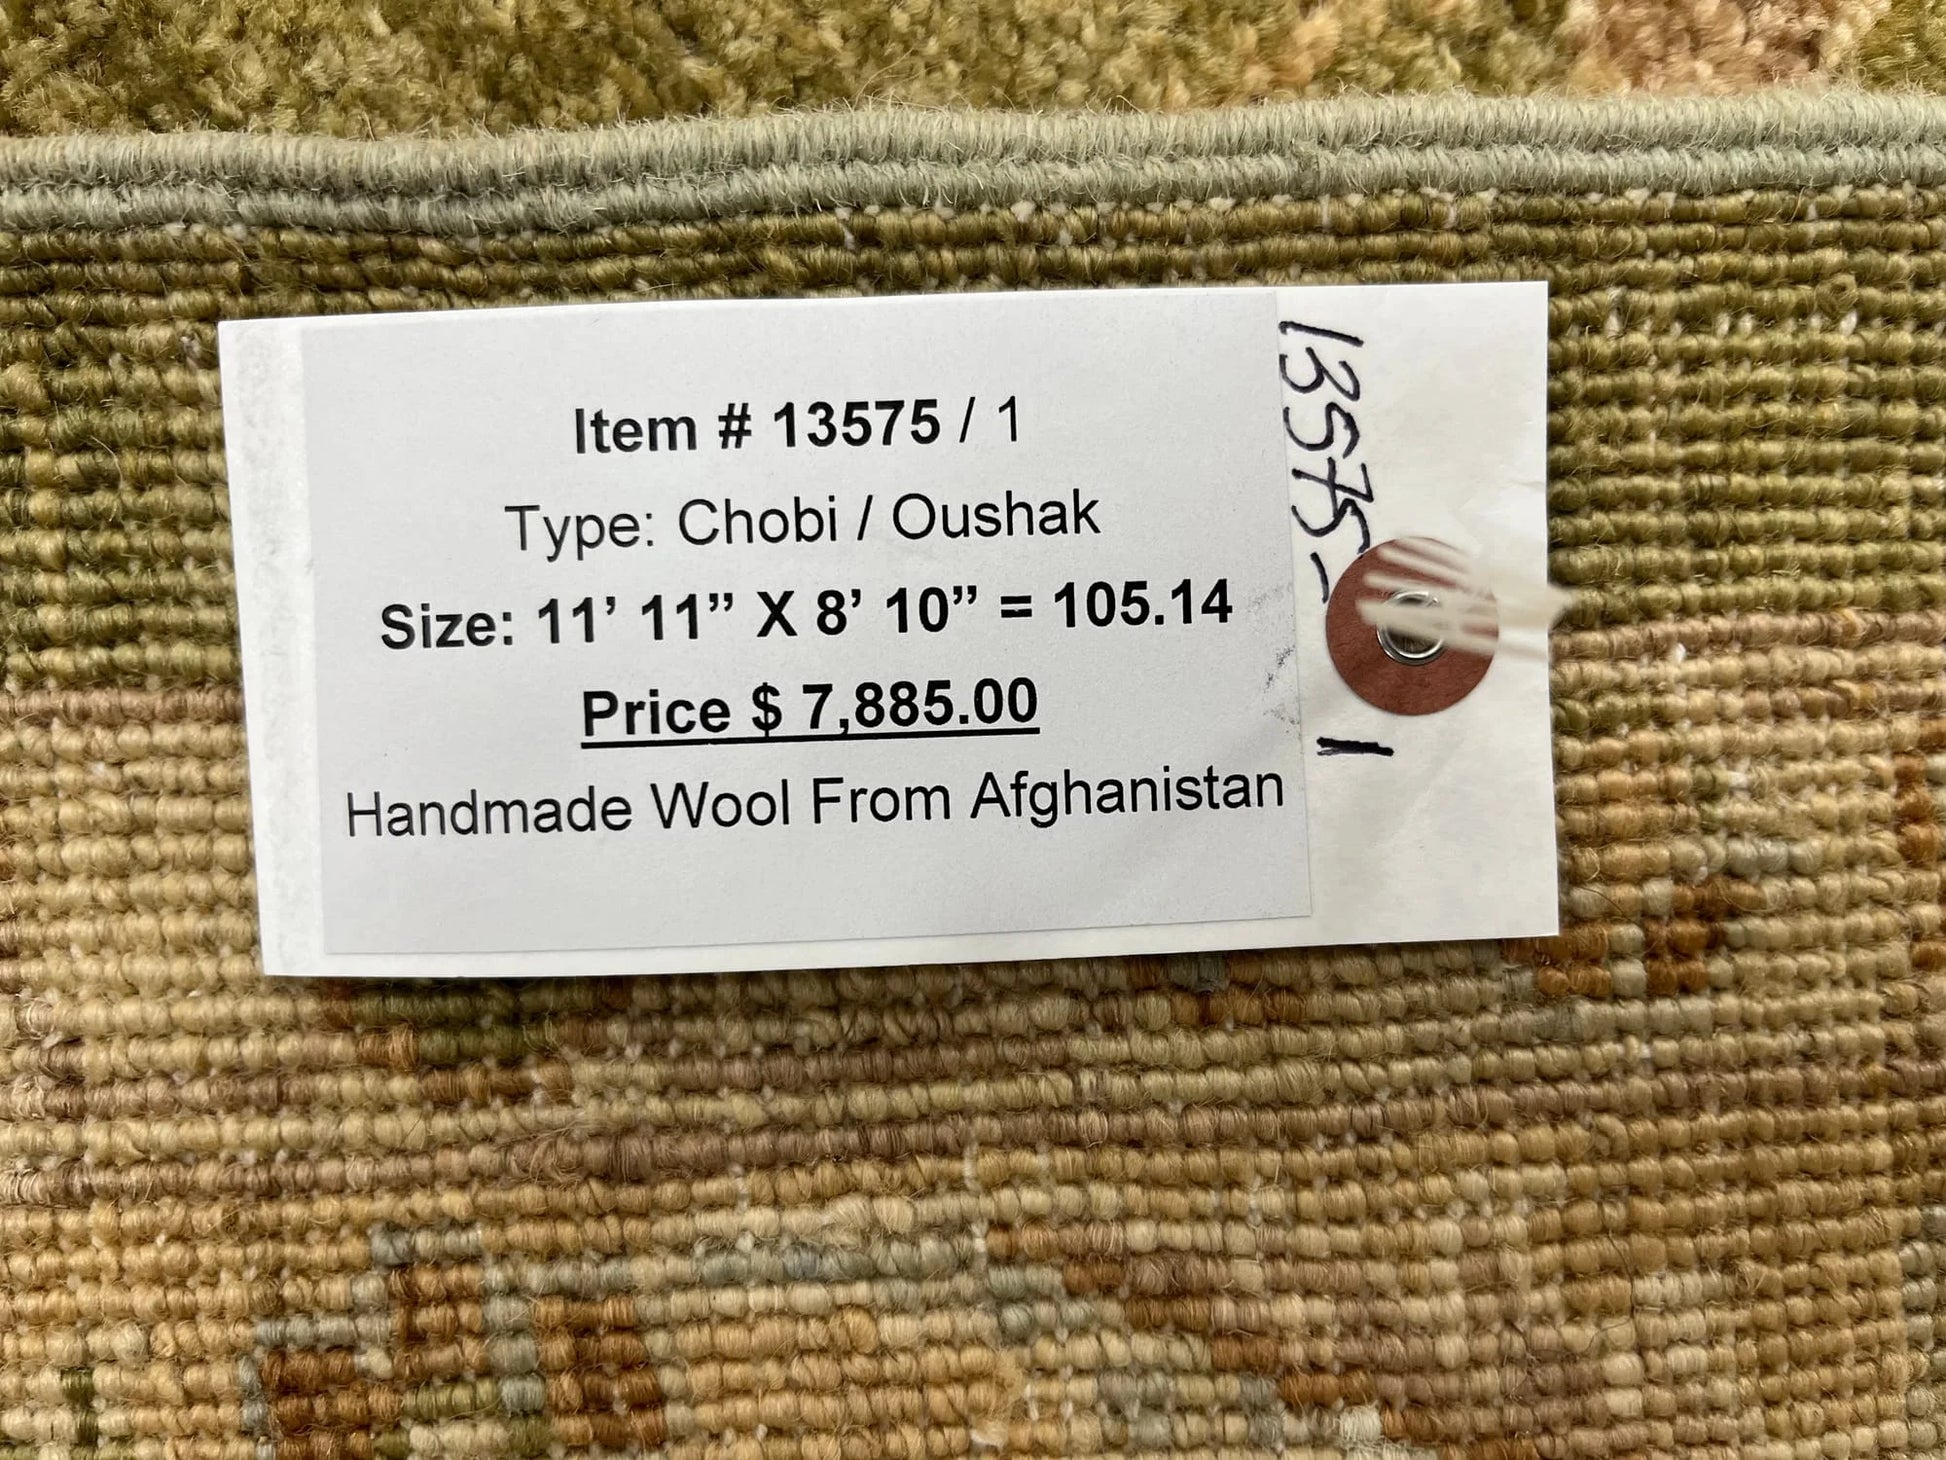 Item # 13575 / 1
Type: Chobi / Oushak
Size: 11’ 11” X 8’ 10” = 105.14
Price $ 7,885.00
Handmade Wool From Afghanistan
13575-1